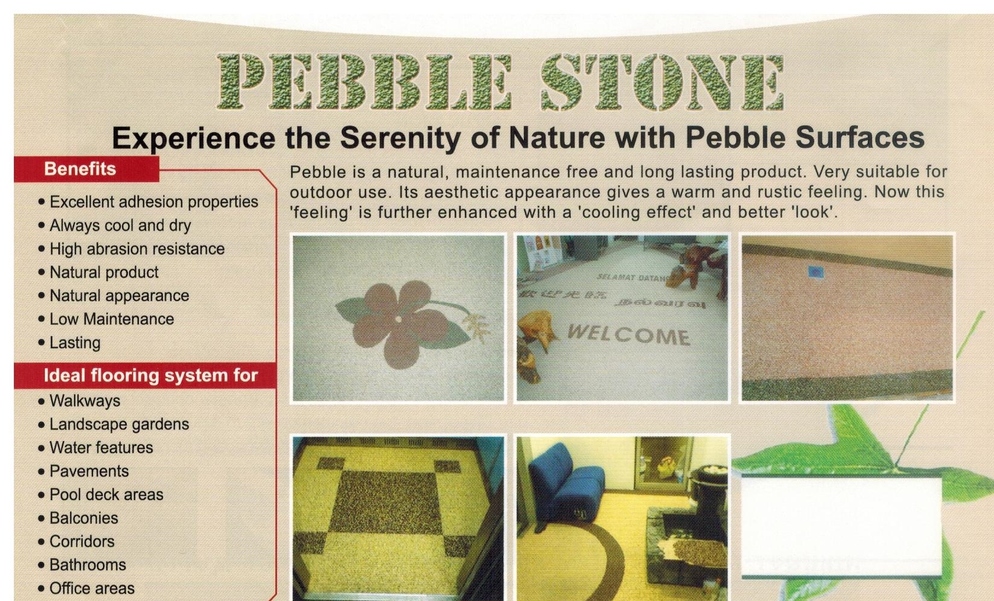 PEBBLE STONE
Experience the Serenity of Nature with Pebble Surfaces
Benefits
• Excellent adhesion properties
• Always cool and dry
• High abrasion resistance
• Natural product
• Natural appearance
• Low Maintenance
• Lasting
Ideal flooring system for
• Walkways
• Landscape gardens
• Water features
• Pavements
• Pool deck areas
• Balconies
• Corridors
• Bathrooms
• Office areas
Pebble is a natural, maintenance free and long lasting product. Very suitable for
outdoor use. Its aesthetic appearance gives a warm and rustic feeling. Now this
'feeling' is further enhanced with a 'cooling effect' and better 'look'.
SELAMAT DATANG
நல்வரவு
WELCOME